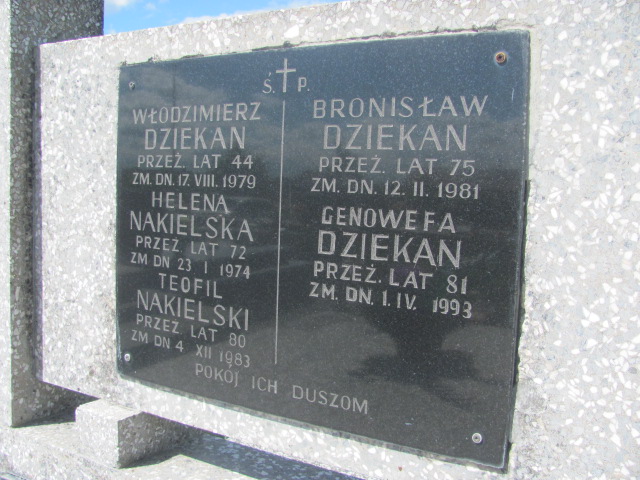 Ś. P.
WŁODZIMIERZ
DZIEKAN
PRZEŻ. LAT 44
ZM. DN. 17. VIII. 1979
HELENA
NAKIELSKA
PRZEŻ. LAT 72
ZM DN 23 I 1974
TEOFIL
NAKIELSKI
PRZEŻ. LAT 80
ZM DN 4 XII 1983
BRONISŁAW
DZIEKAN
PRZEŻ. LAT 75
ZM. DN. 12. II. 1981
GENOWEFA
DZIEKAN
PRZEŻ. LAT 81
ZM. DN. 1. IV. 1993
POKÓJ ICH DUSZOM